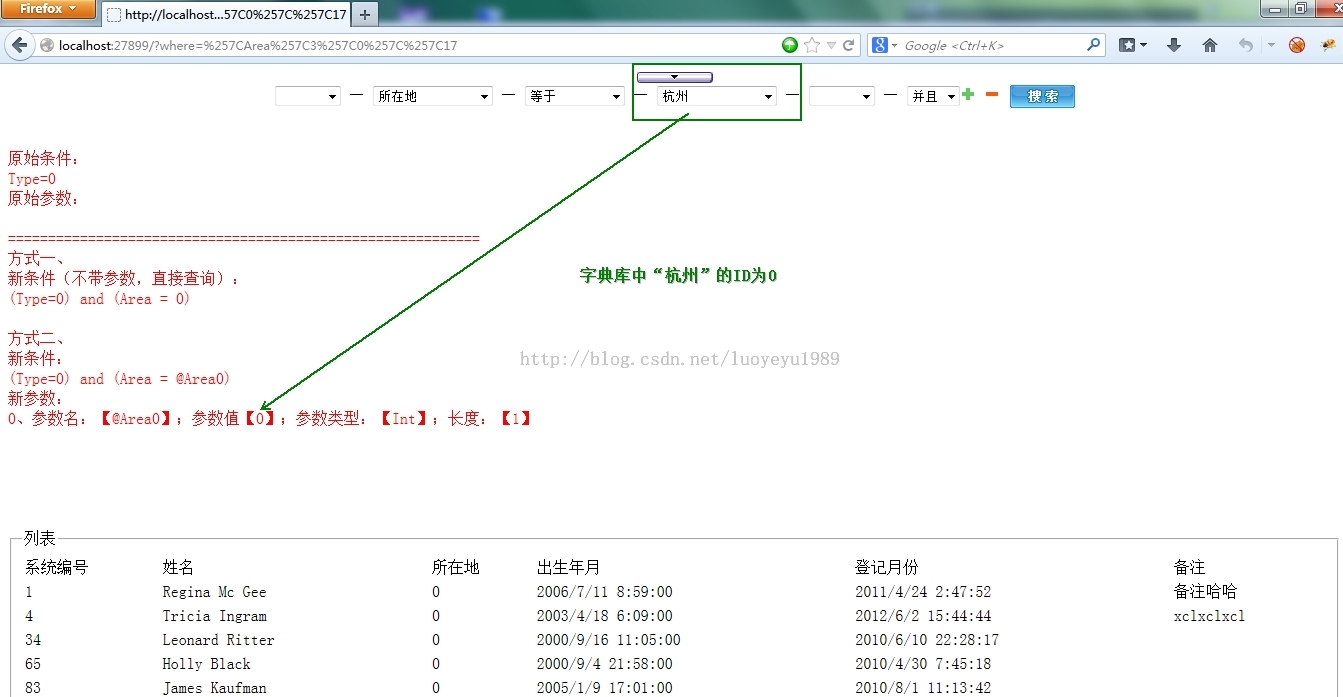 Firefox
http://localhost...57C0%257C%257C17
localhost:27899/?where=%257CArea%257C3%257C0%257C%257C17
Google <Ctrl+K>
所在地 等于 杭州 并且 搜 索
原始条件:
Type=0
原始参数:
===========================================================
方式一、
新条件（不带参数，直接查询）:
(Type=0) and (Area = 0)
字典库中“杭州”的ID为0
方式二、
新条件:
(Type=0) and (Area = @Area0)
新参数:
0、参数名: 【@Area0】; 参数值【0】; 参数类型: 【Int】; 长度: 【1】
http://blog.csdn.net/luoyeyu1989
列表
系统编号 姓名 所在地 出生年月 登记月份 备注
1 Regina Mc Gee 0 2006/7/11 8:59:00 2011/4/24 2:47:52 备注哈哈
4 Tricia Ingram 0 2003/4/18 6:09:00 2012/6/2 15:44:44 xclxclxcl
34 Leonard Ritter 0 2000/9/16 11:05:00 2010/6/10 22:28:17
65 Holly Black 0 2000/9/4 21:58:00 2010/4/30 7:45:18
83 James Kaufman 0 2005/1/9 17:01:00 2010/8/1 11:13:42